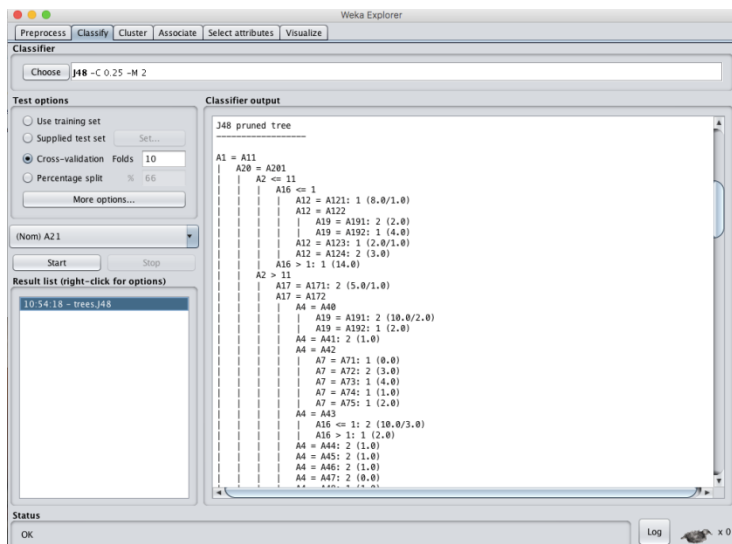 Weka Explorer
Preprocess Classify Cluster Associate Select attributes Visualize
Classifier
Choose J48 -C 0.25 -M 2
Test options
Use training set
Supplied test set Set...
Cross-validation Folds 10
Percentage split % 66
More options...
(Nom) A21
Start Stop
Result list (right-click for options)
10:54:18 - trees.J48
Classifier output
J48 pruned tree
------------------
A1 = A11
|   A20 = A201
|   |   A2 <= 11
|   |   |   A16 <= 1
|   |   |   |   A12 = A121: 1 (8.0/1.0)
|   |   |   |   A12 = A122
|   |   |   |   |   A19 = A191: 2 (2.0)
|   |   |   |   |   A19 = A192: 1 (4.0)
|   |   |   |   A12 = A123: 1 (2.0/1.0)
|   |   |   |   A12 = A124: 2 (3.0)
|   |   |   A16 > 1: 1 (14.0)
|   |   A2 > 11
|   |   |   A17 = A171: 2 (5.0/1.0)
|   |   |   A17 = A172
|   |   |   |   A4 = A40
|   |   |   |   |   A19 = A191: 2 (10.0/2.0)
|   |   |   |   |   A19 = A192: 1 (2.0)
|   |   |   |   A4 = A41: 2 (1.0)
|   |   |   |   A4 = A42
|   |   |   |   |   A7 = A71: 1 (0.0)
|   |   |   |   |   A7 = A72: 2 (3.0)
|   |   |   |   |   A7 = A73: 1 (4.0)
|   |   |   |   |   A7 = A74: 1 (1.0)
|   |   |   |   |   A7 = A75: 1 (2.0)
|   |   |   |   A4 = A43
|   |   |   |   |   A16 <= 1: 2 (10.0/3.0)
|   |   |   |   |   A16 > 1: 1 (2.0)
|   |   |   |   A4 = A44: 2 (1.0)
|   |   |   |   A4 = A45: 2 (1.0)
|   |   |   |   A4 = A46: 2 (1.0)
|   |   |   |   A4 = A47: 2 (0.0)
Status
OK
Log x 0